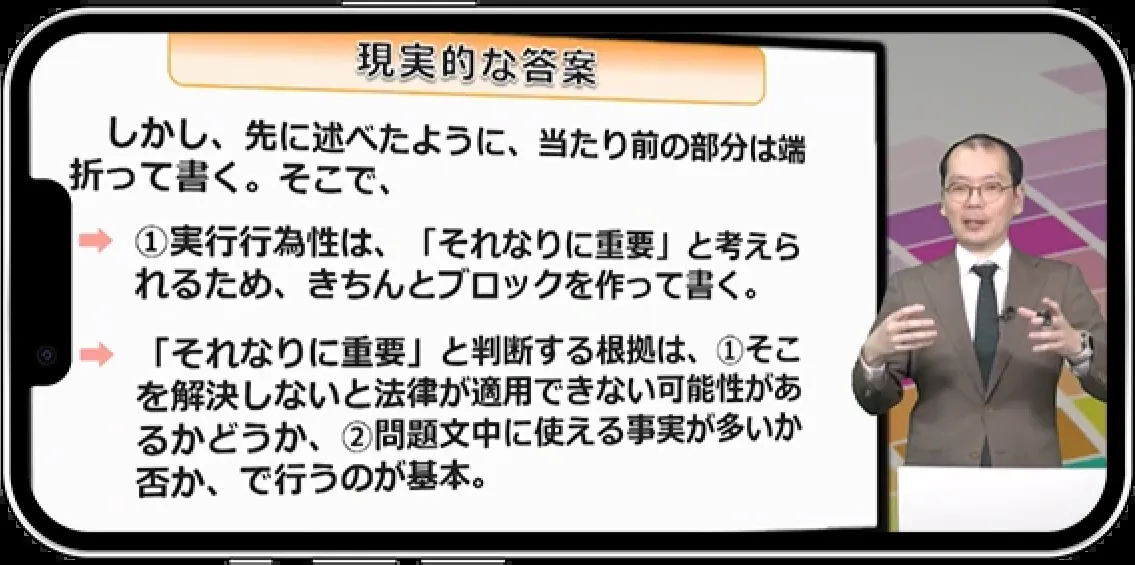 現実的な答案
しかし、先に述べたように、当たり前の部分は端
折って書く。そこで、
①実行行為性は、「それなりに重要」と考えら
れるため、きちんとブロックを作って書く。
「それなりに重要」と判断する根拠は、①そこ
を解決しないと法律が適用できない可能性があ
るかどうか、②問題文中に使える事実が多いか
否か、で行うのが基本。